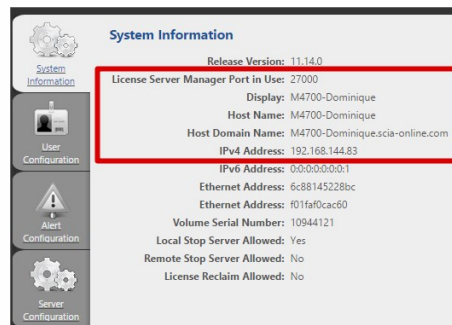 System Information
System
Information
User
Configuration
Alert
Configuration
Server
Configuration
Release Version: 11.14.0
License Server Manager Port in Use: 27000
Display: M4700-Dominique
Host Name: M4700-Dominique
Host Domain Name: M4700-Dominique.scia-online.com
IPv4 Address: 192.168.144.83
IPv6 Address: 0:0:0:0:0:0:0:1
Ethernet Address: 6c88145228bc
Ethernet Address: f01faf0cac60
Volume Serial Number: 10944121
Local Stop Server Allowed: Yes
Remote Stop Server Allowed: No
License Reclaim Allowed: No